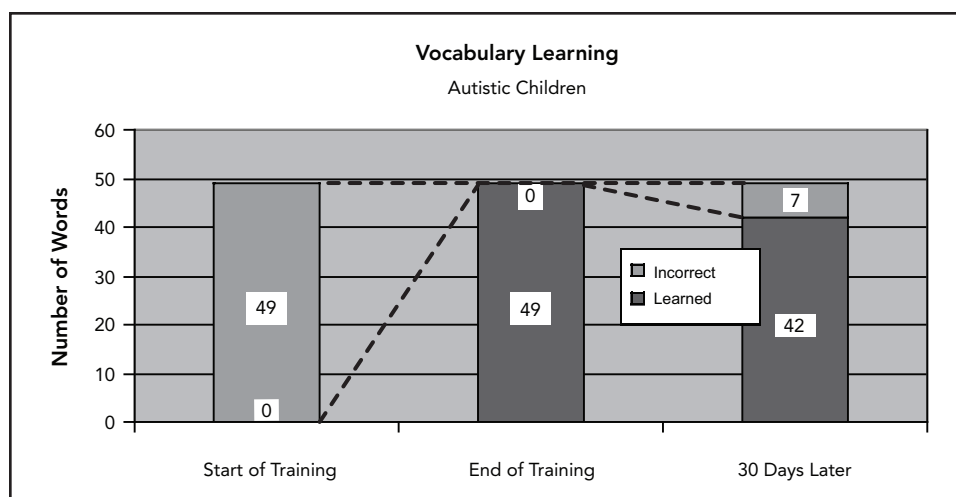 Vocabulary Learning
Autistic Children
Number of Words
60
50
40
30
20
10
0
49
0
0
49
7
42
Incorrect
Learned
Start of Training
End of Training
30 Days Later